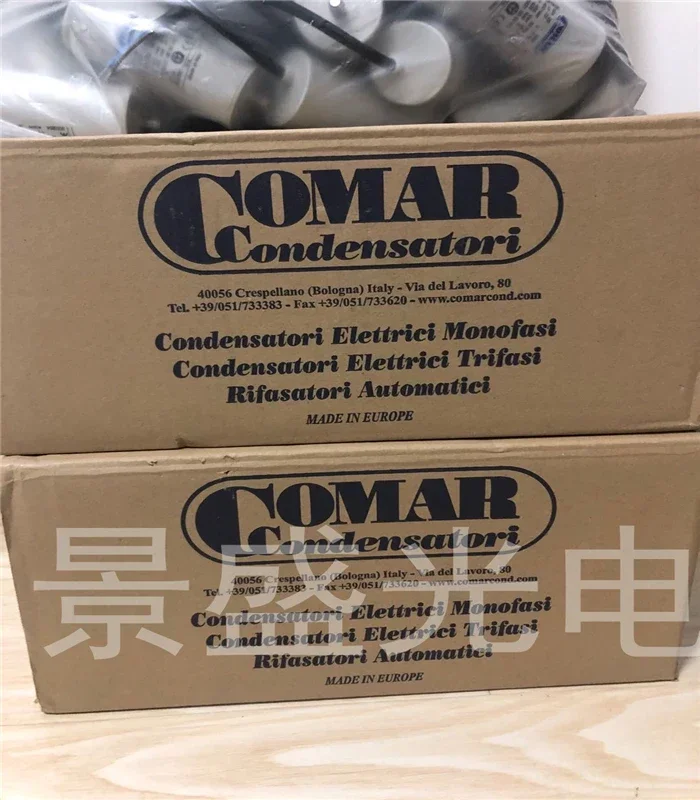 COMAR
Condensatori
40056 Crespellano (Bologna) Italy - Via del Lavoro, 80
Tel. +39/051/733383 - Fax +39/051/733620 - www.comarcond.com
Condensatori Elettrici Monofasi
Condensatori Elettrici Trifasi
Rifasatori Automatici
MADE IN EUROPE
COMAR
Condensatori
40056 Crespellano (Bologna) Italy - Via del Lavoro, 80
Tel. +39/051/733383 - Fax +39/051/733620 - www.comarcond.com
Condensatori Elettrici Monofasi
Condensatori Elettrici Trifasi
Rifasatori Automatici
MADE IN EUROPE
景盛光电